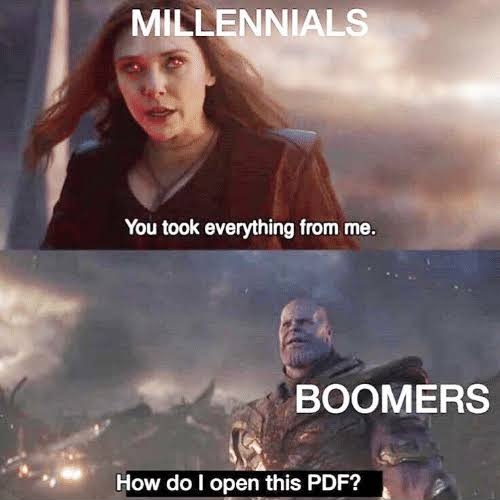 MILLENNIALS
You took everything from me.
BOOMERS
How do I open this PDF?